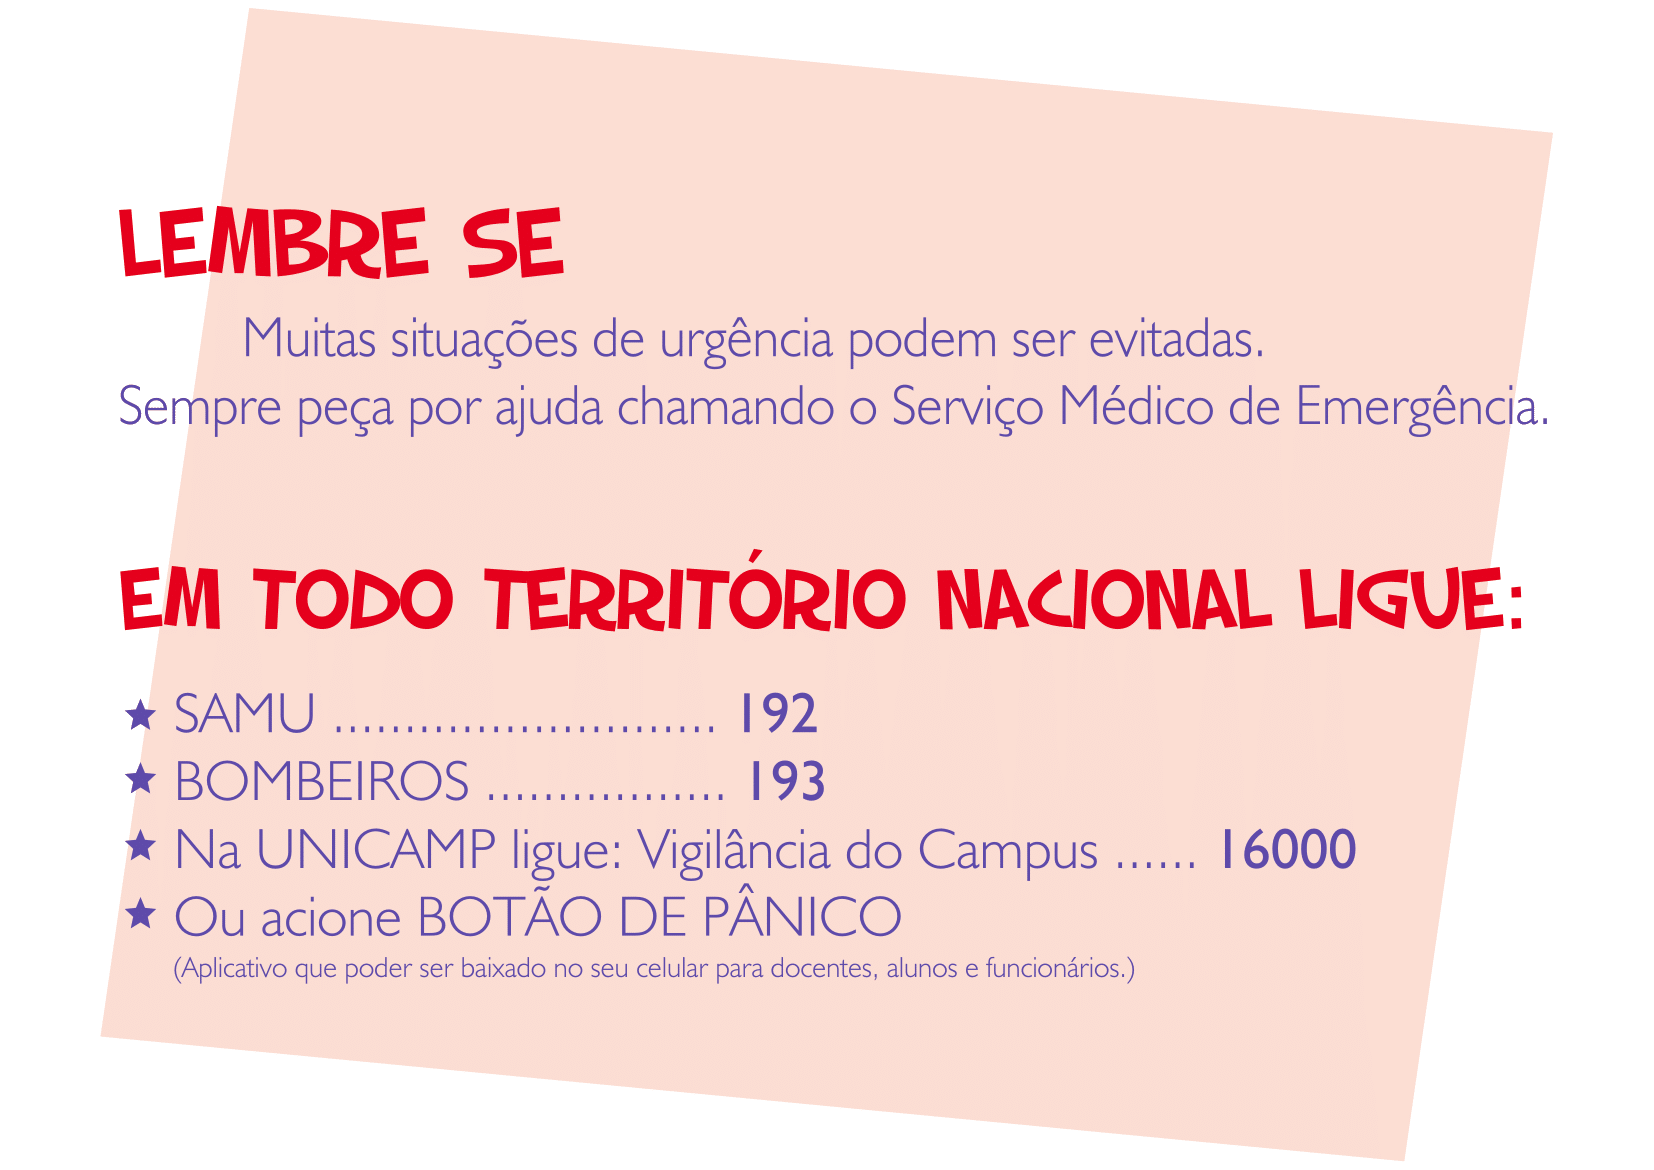 LEMBRE SE
Muitas situações de urgência podem ser evitadas.
Sempre peça por ajuda chamando o Serviço Médico de Emergência.
EM TODO TERRITÓRIO NACIONAL LIGUE:
★ SAMU ........................... 192
★ BOMBEIROS ................. 193
★ Na UNICAMP ligue: Vigilância do Campus ...... 16000
★ Ou acione BOTÃO DE PÂNICO
(Aplicativo que poder ser baixado no seu celular para docentes, alunos e funcionários.)